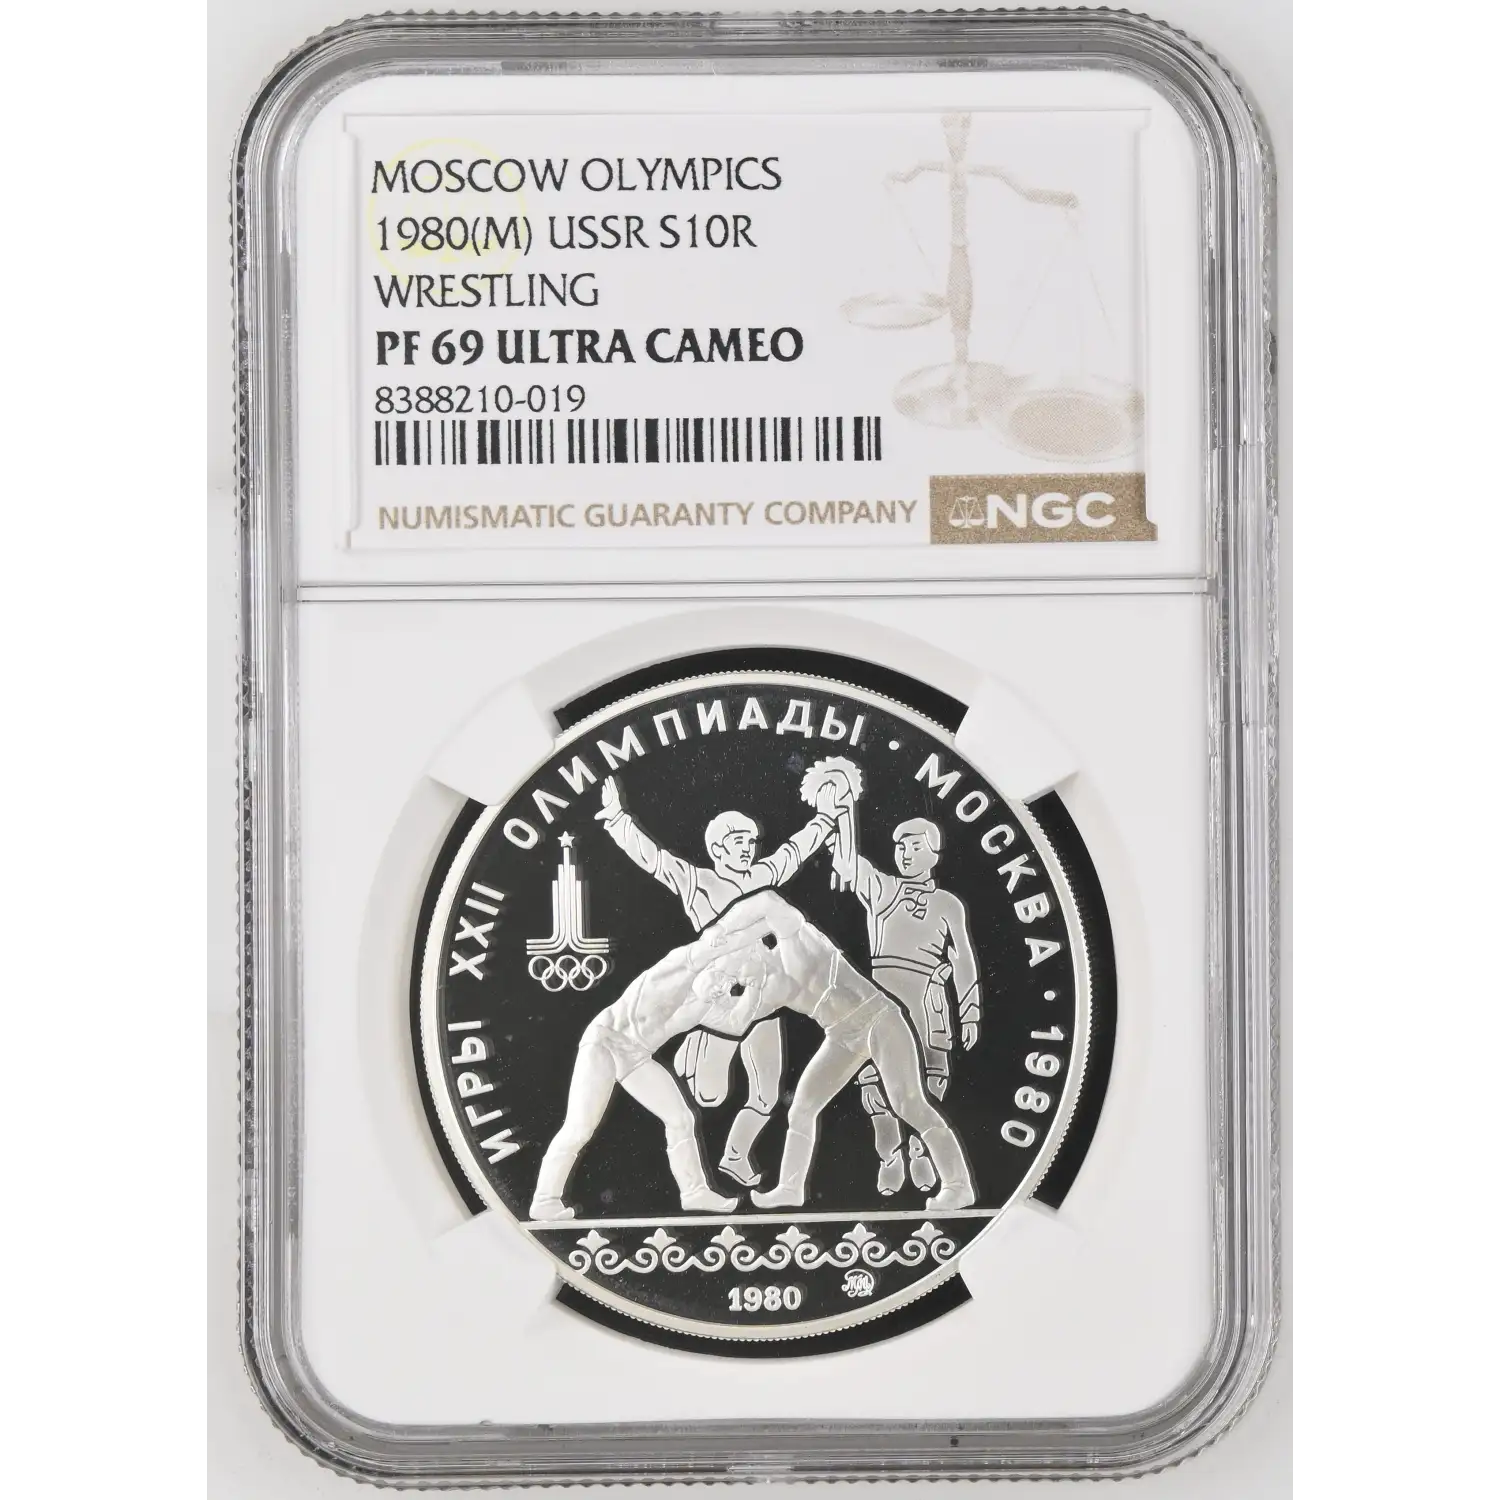 MOSCOW OLYMPICS
1980(M) USSR S10R
WRESTLING
PF 69 ULTRA CAMEO
8388210-019
NUMISMATIC GUARANTY COMPANY NGC
ИГРЫ XXII ОЛИМПИАДЫ · МОСКВА · 1980
1980 ММД